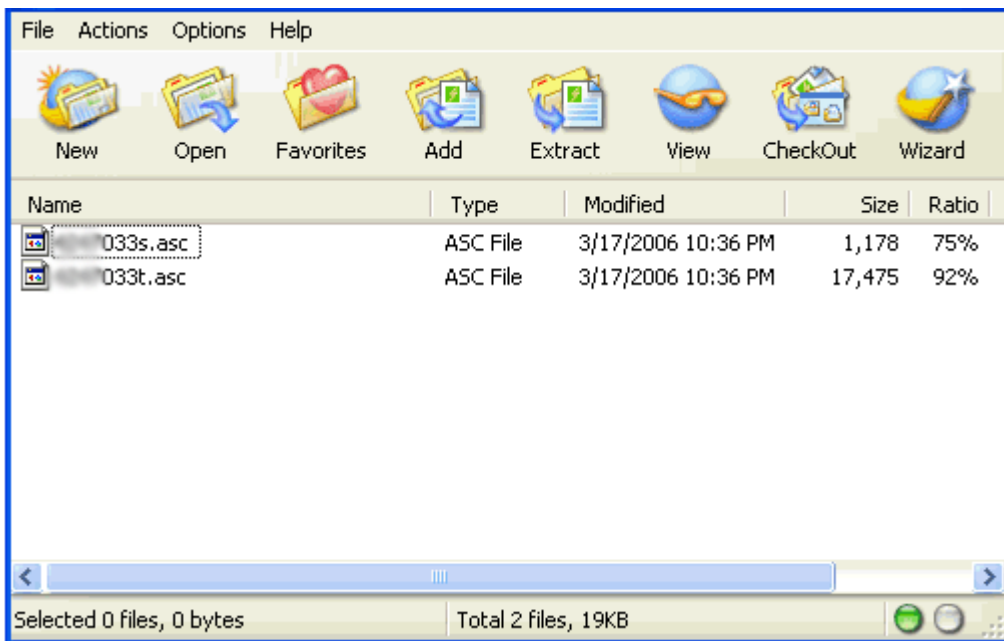 File Actions Options Help
New Open Favorites Add Extract View CheckOut Wizard
Name Type Modified Size Ratio
033s.asc ASC File 3/17/2006 10:36 PM 1,178 75%
033t.asc ASC File 3/17/2006 10:36 PM 17,475 92%
Selected 0 files, 0 bytes Total 2 files, 19KB